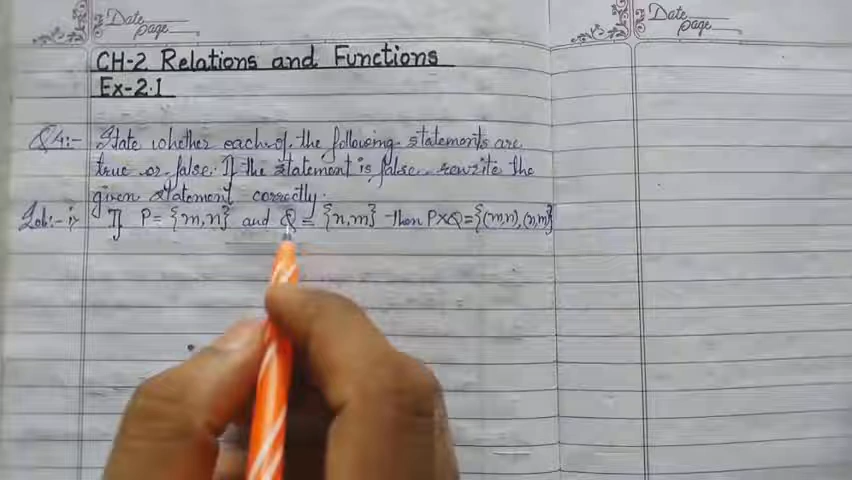 Date
Page
Date
Page
CH-2 Relations and Functions
Ex-2.1
Q4:- State whether each of the following statements are
true or false. If the statement is false, rewrite the
given statement correctly.
Sol:- i) If P = {m,n} and Q = {n,m} then P×Q={(m,n),(n,m)}